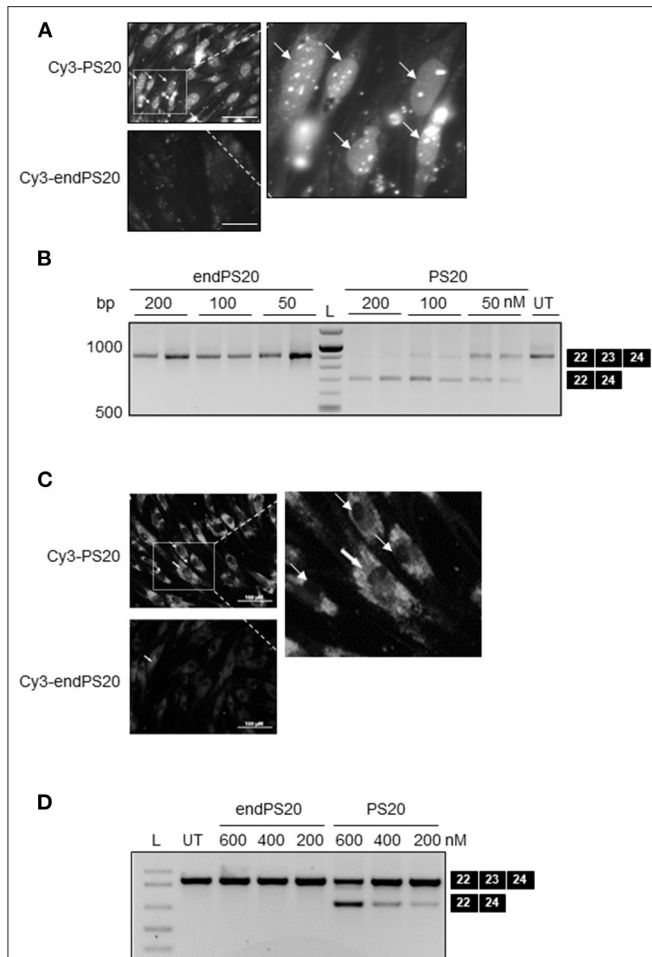 A
Cy3-PS20
Cy3-endPS20
B
endPS20 PS20
bp 200 100 50 L 200 100 50 nM UT
1000
22 23 24
22 24
500
C
Cy3-PS20
100 µM
Cy3-endPS20
100 µM
D
endPS20 PS20
L UT 600 400 200 600 400 200 nM
22 23 24
22 24